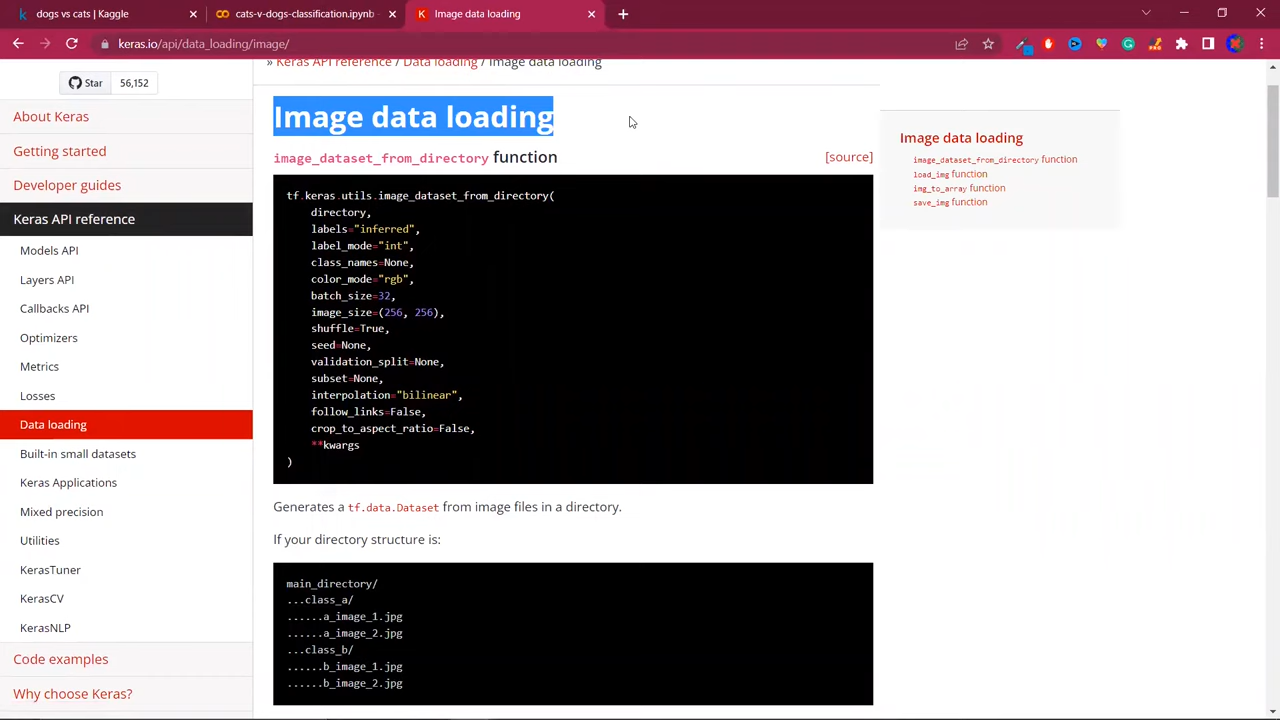 dogs vs cats | Kaggle
cats-v-dogs-classification.ipynb
Image data loading
keras.io/api/data_loading/image/
» Keras API reference / Data loading / Image data loading
Star 56,152
About Keras
Getting started
Developer guides
Keras API reference
Models API
Layers API
Callbacks API
Optimizers
Metrics
Losses
Data loading
Built-in small datasets
Keras Applications
Mixed precision
Utilities
KerasTuner
KerasCV
KerasNLP
Code examples
Why choose Keras?
Image data loading
image_dataset_from_directory function
[source]
tf.keras.utils.image_dataset_from_directory(
directory,
labels="inferred",
label_mode="int",
class_names=None,
color_mode="rgb",
batch_size=32,
image_size=(256, 256),
shuffle=True,
seed=None,
validation_split=None,
subset=None,
interpolation="bilinear",
follow_links=False,
crop_to_aspect_ratio=False,
**kwargs
)
Generates a tf.data.Dataset from image files in a directory.
If your directory structure is:
main_directory/
...class_a/
......a_image_1.jpg
......a_image_2.jpg
...class_b/
......b_image_1.jpg
......b_image_2.jpg
Image data loading
image_dataset_from_directory function
load_img function
img_to_array function
save_img function